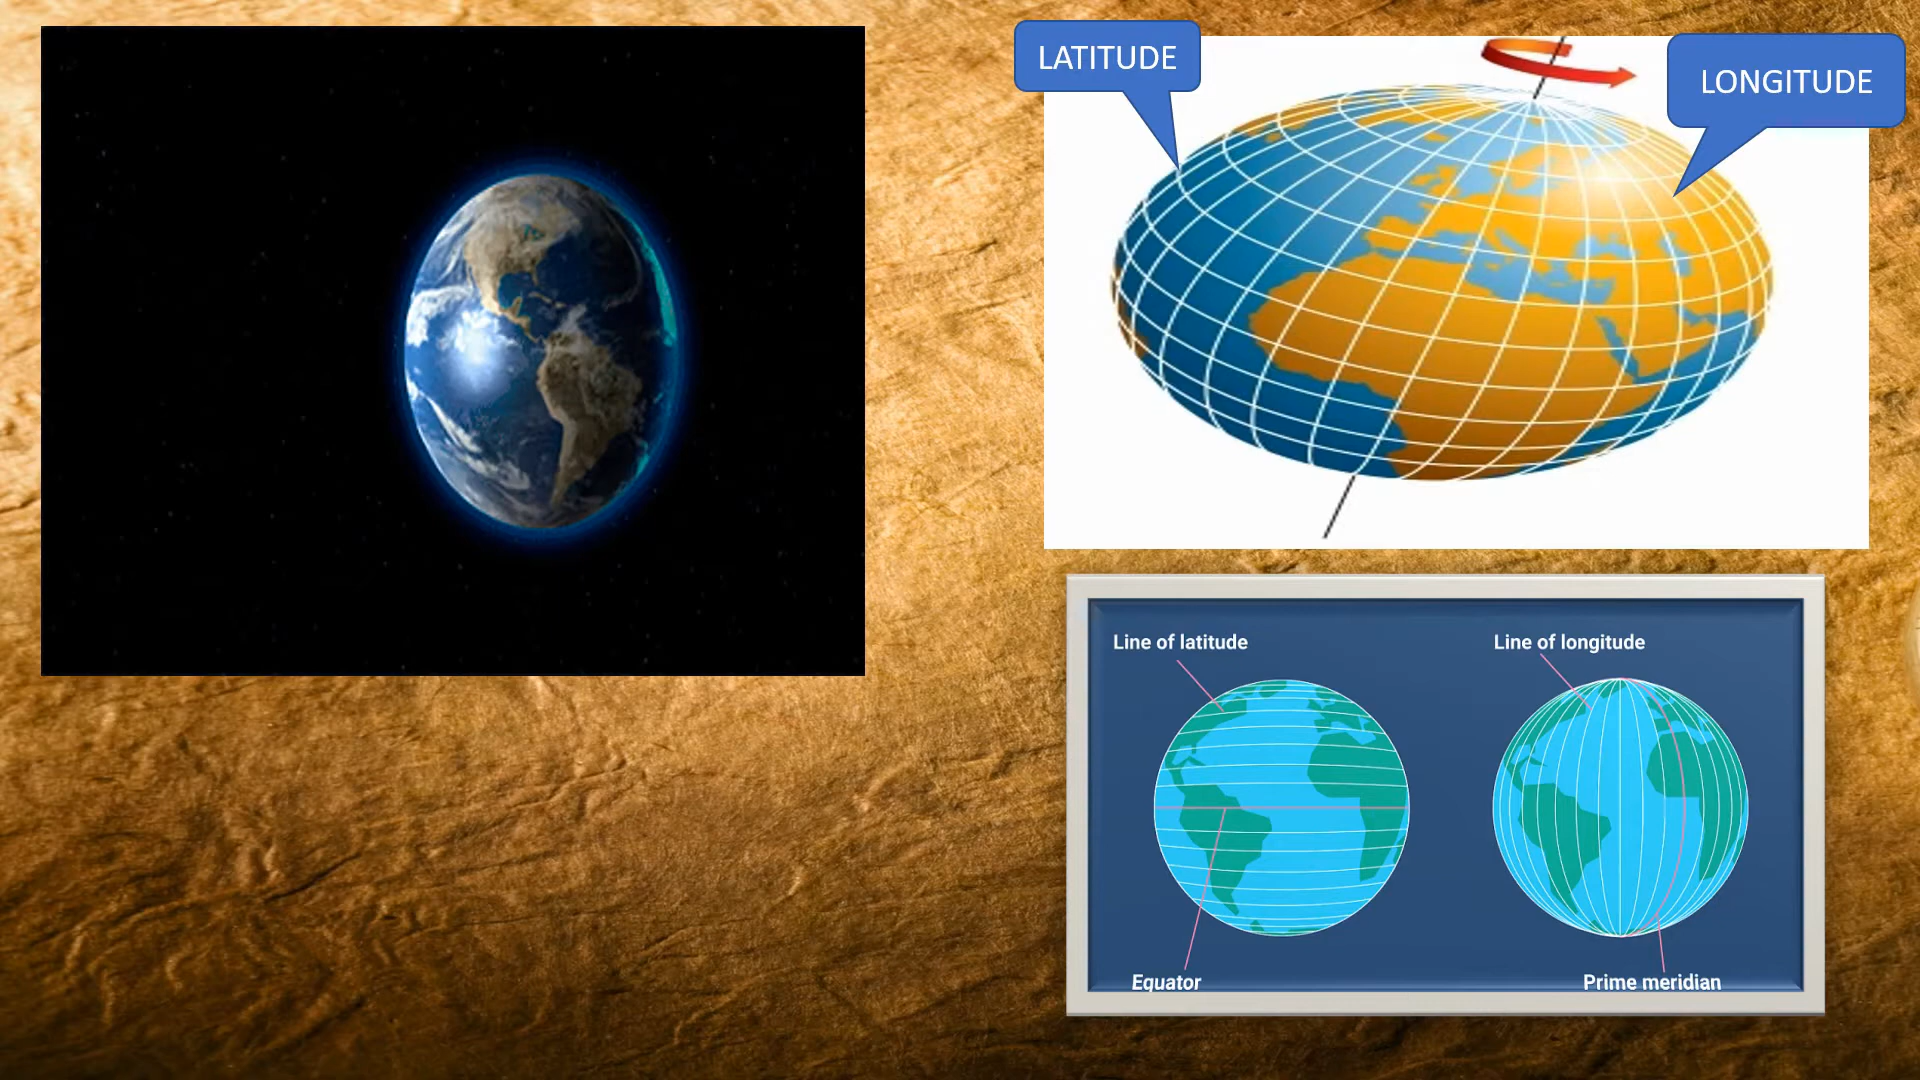 LATITUDE
LONGITUDE
Line of latitude
Line of longitude
Equator
Prime meridian